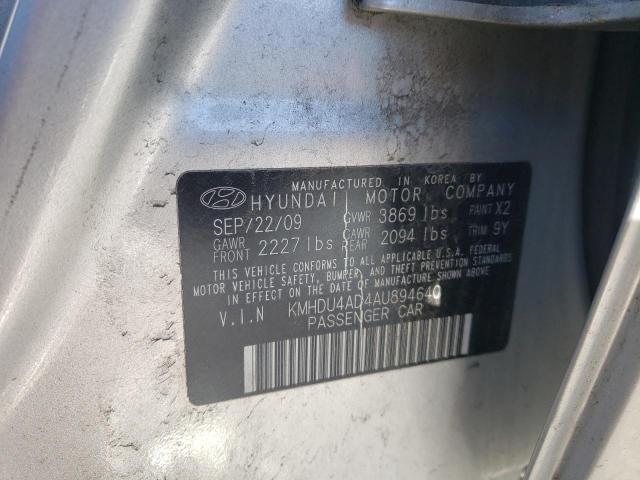 MANUFACTURED IN KOREA BY
HYUNDAI MOTOR COMPANY
SEP/22/09 GVWR 3869 lbs PAINT X2
GAWR FRONT 2227 lbs GAWR REAR 2094 lbs TRIM 9Y
THIS VEHICLE CONFORMS TO ALL APPLICABLE U.S.A. FEDERAL
MOTOR VEHICLE SAFETY, BUMPER, AND THEFT PREVENTION STANDARDS
IN EFFECT ON THE DATE OF MANUFACTURE SHOWN ABOVE.
V.I.N KMHDU4AD4AU894640
PASSENGER CAR